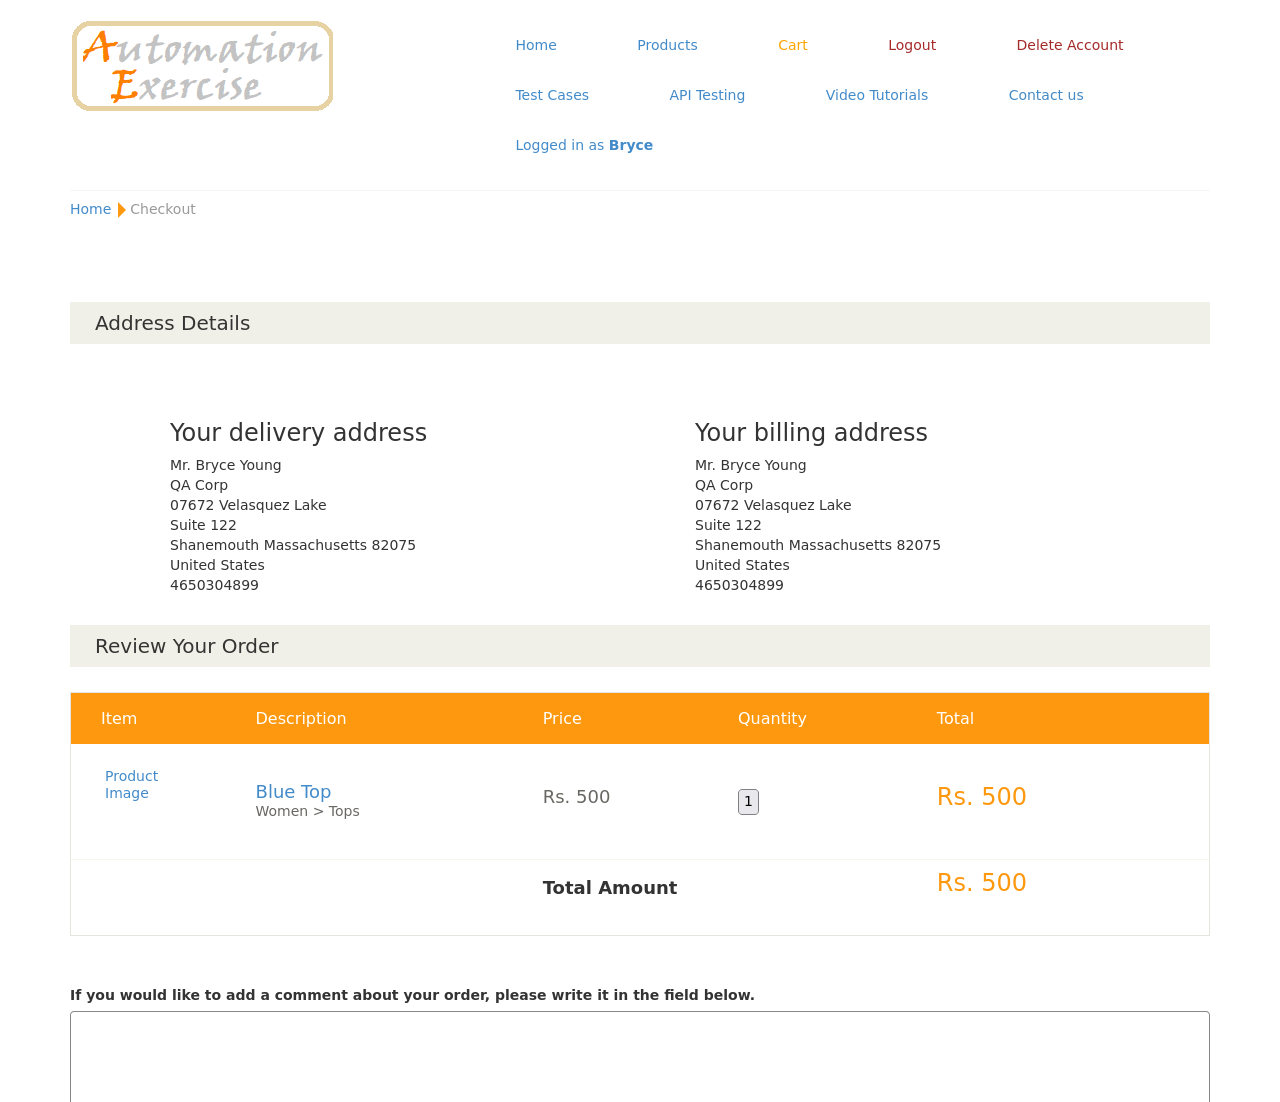 Automation
Exercise
Home Products Cart Logout Delete Account
Test Cases API Testing Video Tutorials Contact us
Logged in as Bryce
Home Checkout
Address Details
Your delivery address
Mr. Bryce Young
QA Corp
07672 Velasquez Lake
Suite 122
Shanemouth Massachusetts 82075
United States
4650304899
Your billing address
Mr. Bryce Young
QA Corp
07672 Velasquez Lake
Suite 122
Shanemouth Massachusetts 82075
United States
4650304899
Review Your Order
Item Description Price Quantity Total
Product
Image
Blue Top
Women > Tops
Rs. 500
1
Rs. 500
Total Amount Rs. 500
If you would like to add a comment about your order, please write it in the field below.